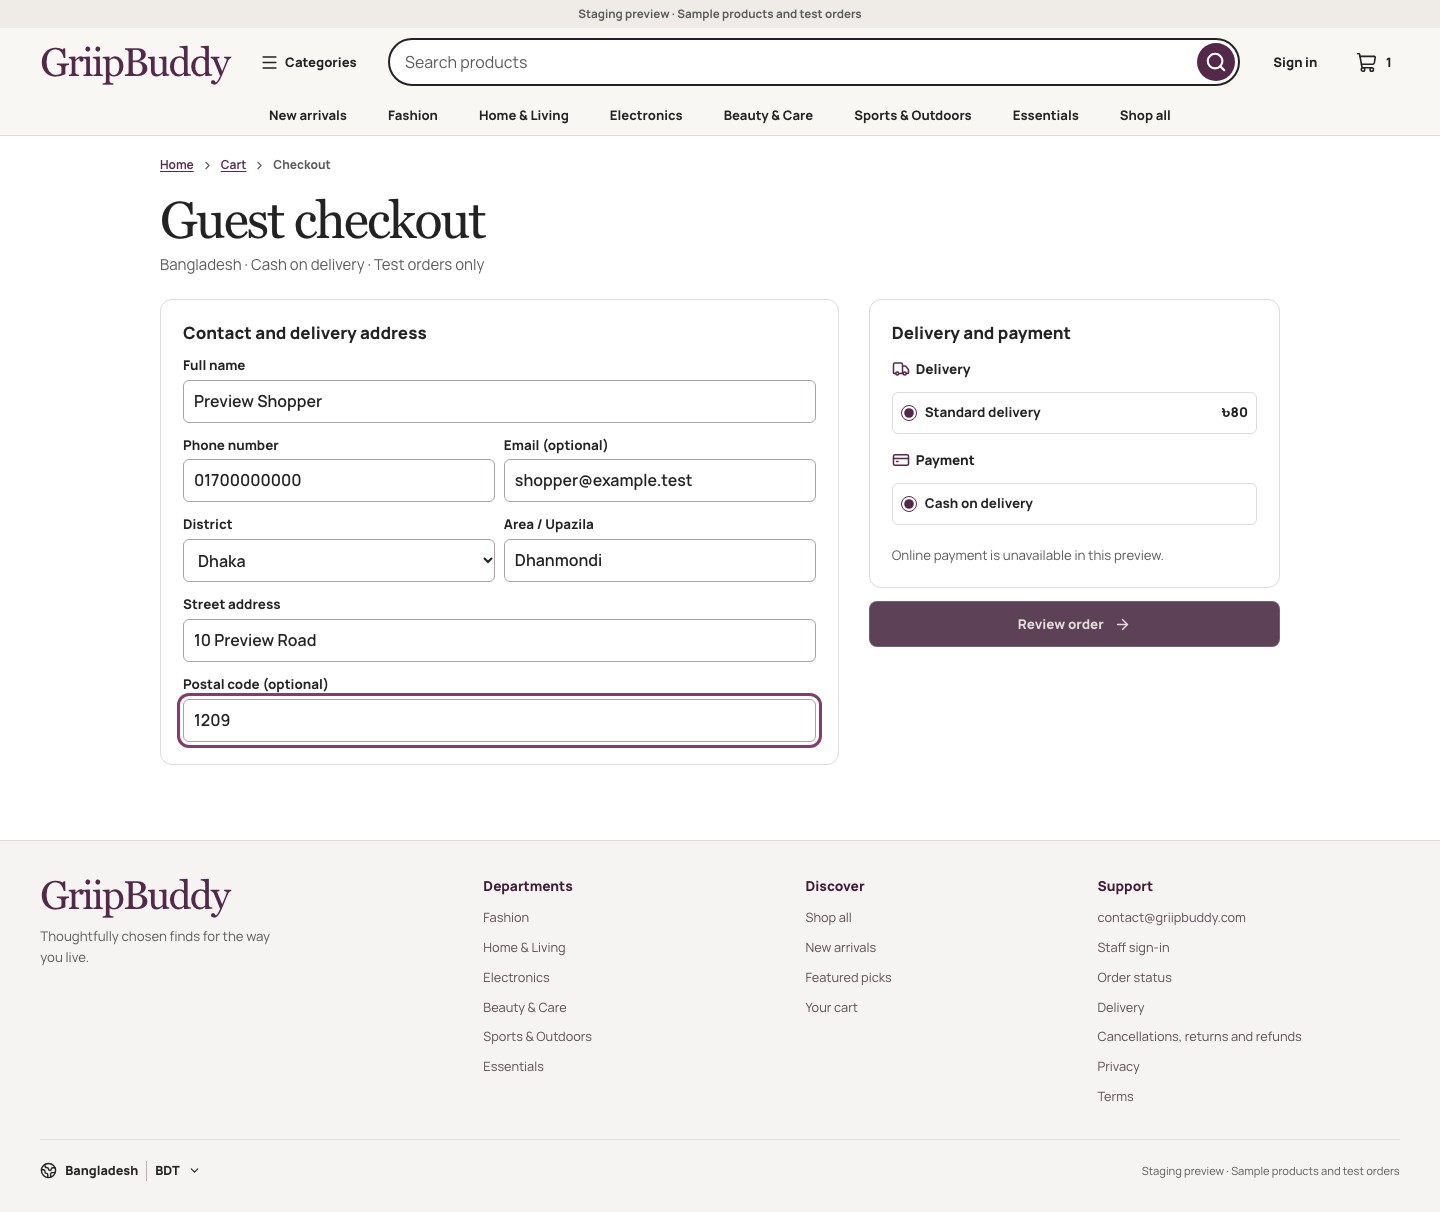 Staging preview · Sample products and test orders
GriipBuddy
Categories
Search products
Sign in
1
New arrivals
Fashion
Home & Living
Electronics
Beauty & Care
Sports & Outdoors
Essentials
Shop all
Home
Cart
Checkout
Guest checkout
Bangladesh · Cash on delivery · Test orders only
Contact and delivery address
Full name
Preview Shopper
Phone number
Email (optional)
01700000000
shopper@example.test
District
Area / Upazila
Dhaka
Dhanmondi
Street address
10 Preview Road
Postal code (optional)
1209
Delivery and payment
Delivery
Standard delivery
৳80
Payment
Cash on delivery
Online payment is unavailable in this preview.
Review order
GriipBuddy
Thoughtfully chosen finds for the way
you live.
Departments
Fashion
Home & Living
Electronics
Beauty & Care
Sports & Outdoors
Essentials
Discover
Shop all
New arrivals
Featured picks
Your cart
Support
contact@griipbuddy.com
Staff sign-in
Order status
Delivery
Cancellations, returns and refunds
Privacy
Terms
Bangladesh
BDT
Staging preview · Sample products and test orders